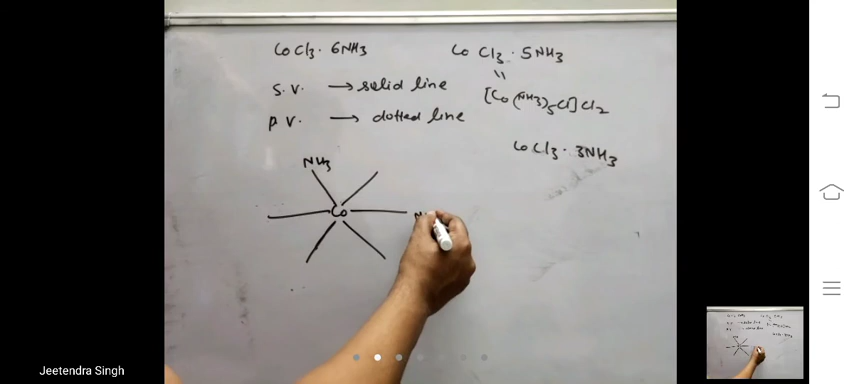 CoCl3 · 6NH3
CoCl3 · 5NH3
S.V. → solid line
"
[Co(NH3)5Cl]Cl2
P.V. → dotted line
CoCl3 · 3NH3
NH3
Co
N
Jeetendra Singh